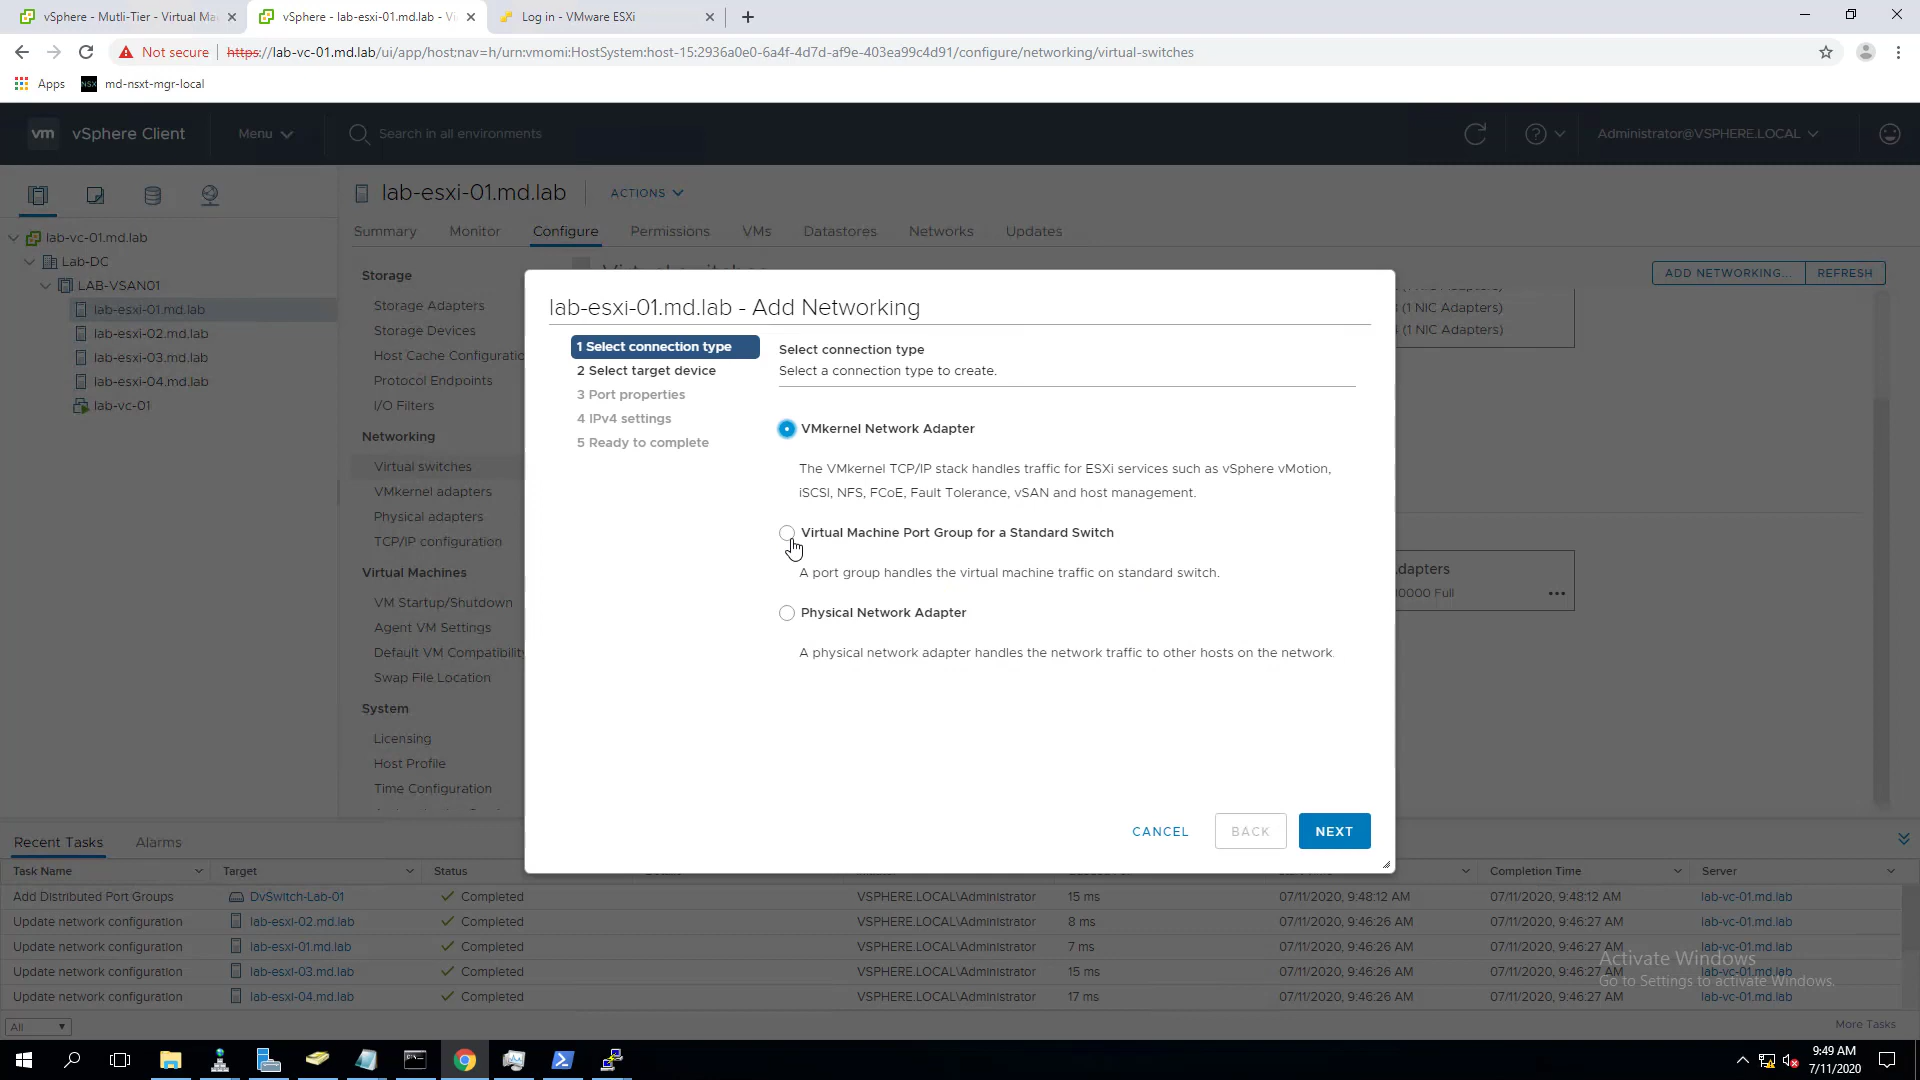 vSphere - Mutli-Tier - Virtual Ma
vSphere - lab-esxi-01.md.lab - Vi
Log in - VMware ESXi
Not secure
https://lab-vc-01.md.lab/ui/app/host;nav=h/urn:vmomi:HostSystem:host-15:2936a0e0-6a4f-4d7d-af9e-403ea99c4d91/configure/networking/virtual-switches
Apps
NSX
md-nsxt-mgr-local
vm
vSphere Client
Menu
Search in all environments
Administrator@VSPHERE.LOCAL
lab-esxi-01.md.lab
ACTIONS
Summary
Monitor
Configure
Permissions
VMs
Datastores
Networks
Updates
lab-vc-01.md.lab
Lab-DC
LAB-VSAN01
lab-esxi-01.md.lab
lab-esxi-02.md.lab
lab-esxi-03.md.lab
lab-esxi-04.md.lab
lab-vc-01
Storage
Storage Adapters
Storage Devices
Host Cache Configuratic
Protocol Endpoints
I/O Filters
Networking
Virtual switches
VMkernel adapters
Physical adapters
TCP/IP configuration
Virtual Machines
VM Startup/Shutdown
Agent VM Settings
Default VM Compatibility
Swap File Location
System
Licensing
Host Profile
Time Configuration
ADD NETWORKING...
REFRESH
(1 NIC Adapters)
(1 NIC Adapters)
dapters
0000 Full
lab-esxi-01.md.lab - Add Networking
1 Select connection type
2 Select target device
3 Port properties
4 IPv4 settings
5 Ready to complete
Select connection type
Select a connection type to create.
VMkernel Network Adapter
The VMkernel TCP/IP stack handles traffic for ESXi services such as vSphere vMotion,
iSCSI, NFS, FCoE, Fault Tolerance, vSAN and host management.
Virtual Machine Port Group for a Standard Switch
A port group handles the virtual machine traffic on standard switch.
Physical Network Adapter
A physical network adapter handles the network traffic to other hosts on the network.
CANCEL
BACK
NEXT
Recent Tasks
Alarms
Task Name
Target
Status
Completion Time
Server
Add Distributed Port Groups
DvSwitch-Lab-01
Completed
VSPHERE.LOCAL\Administrator
15 ms
07/11/2020, 9:48:12 AM
07/11/2020, 9:48:12 AM
lab-vc-01.md.lab
Update network configuration
lab-esxi-02.md.lab
Completed
VSPHERE.LOCAL\Administrator
8 ms
07/11/2020, 9:46:26 AM
07/11/2020, 9:46:27 AM
lab-vc-01.md.lab
Update network configuration
lab-esxi-01.md.lab
Completed
VSPHERE.LOCAL\Administrator
7 ms
07/11/2020, 9:46:26 AM
07/11/2020, 9:46:27 AM
lab-vc-01.md.lab
Update network configuration
lab-esxi-03.md.lab
Completed
VSPHERE.LOCAL\Administrator
15 ms
07/11/2020, 9:46:26 AM
07/11/2020, 9:46:27 AM
lab-vc-01.md.lab
Update network configuration
lab-esxi-04.md.lab
Completed
VSPHERE.LOCAL\Administrator
17 ms
07/11/2020, 9:46:26 AM
07/11/2020, 9:46:27 AM
lab-vc-01.md.lab
Activate Windows
Go to Settings to activate Windows.
All
More Tasks
9:49 AM
7/11/2020